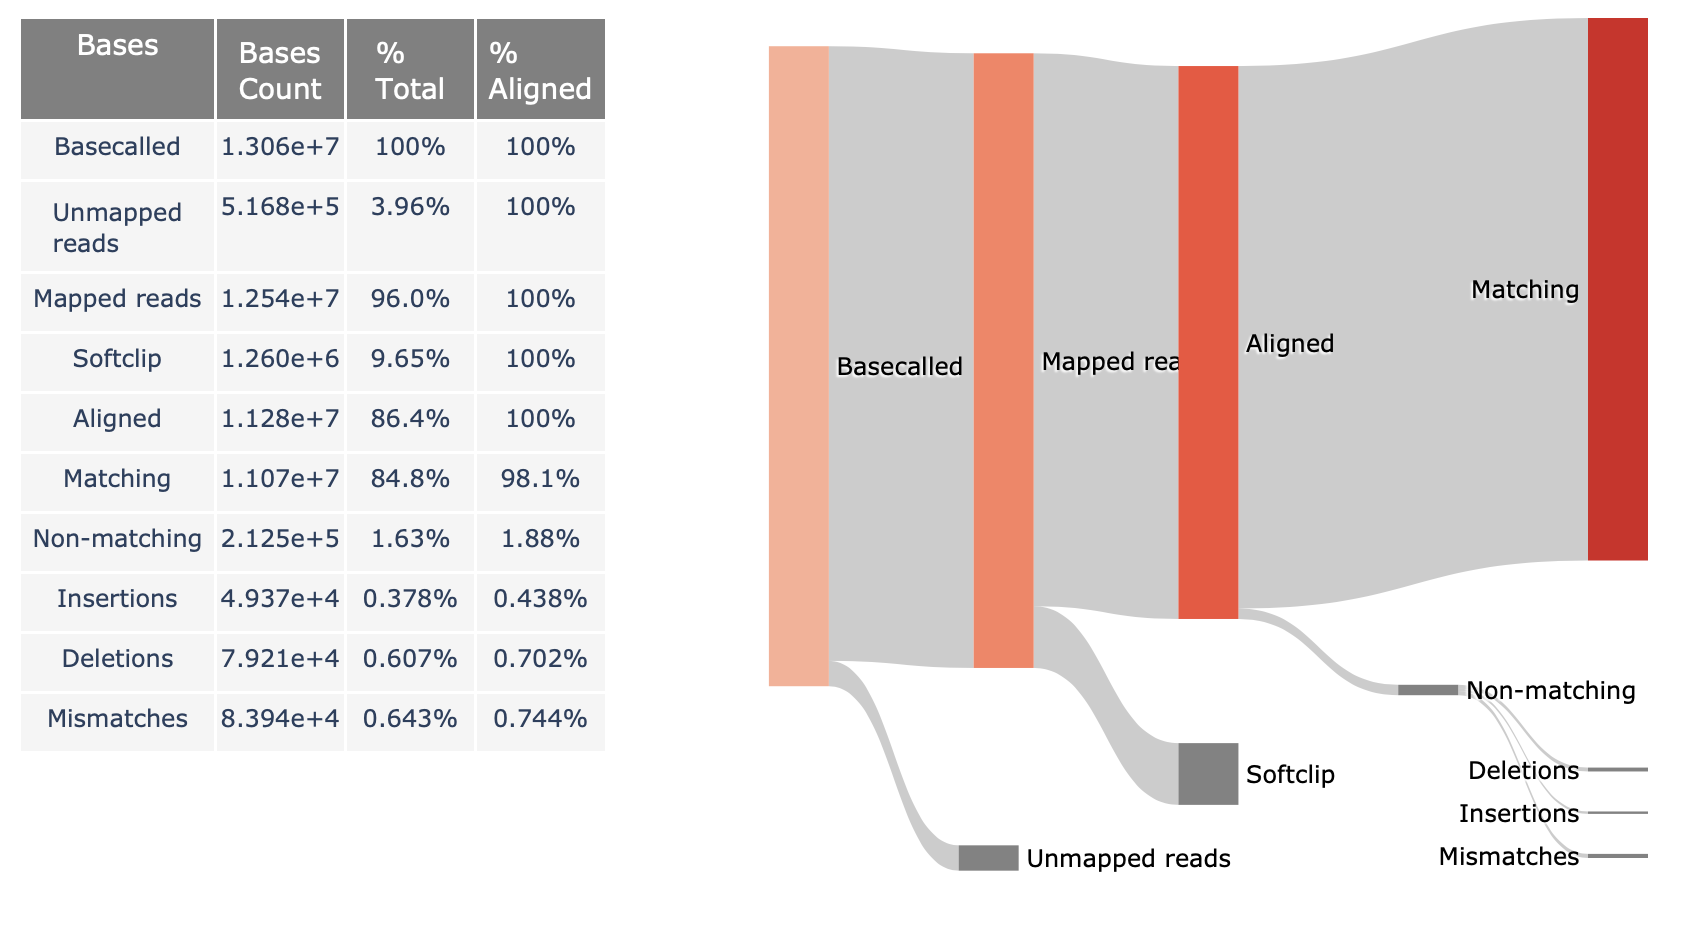 Bases
Bases Count
% Total
% Aligned
Basecalled 1.306e+7 100% 100%
Unmapped reads 5.168e+5 3.96% 100%
Mapped reads 1.254e+7 96.0% 100%
Softclip 1.260e+6 9.65% 100%
Aligned 1.128e+7 86.4% 100%
Matching 1.107e+7 84.8% 98.1%
Non-matching 2.125e+5 1.63% 1.88%
Insertions 4.937e+4 0.378% 0.438%
Deletions 7.921e+4 0.607% 0.702%
Mismatches 8.394e+4 0.643% 0.744%
Basecalled
Mapped rea
Aligned
Matching
Non-matching
Deletions
Insertions
Mismatches
Softclip
Unmapped reads